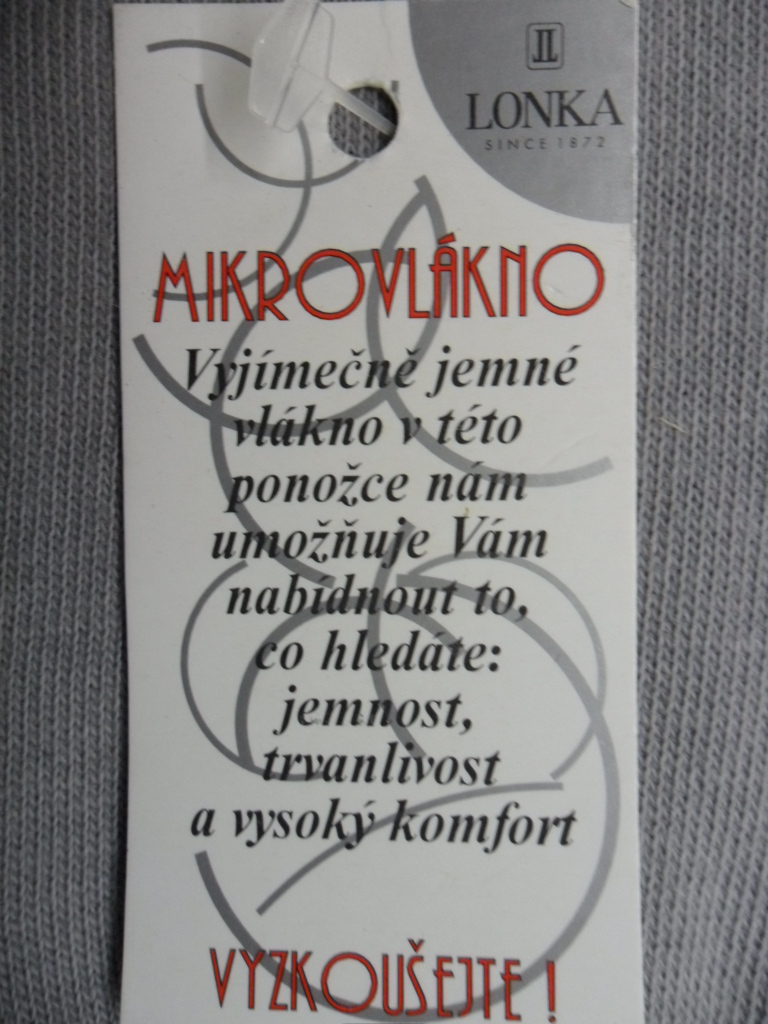 LONKA
SINCE 1872
MIKROVLÁKNO
Vyjímečně jemné
vlákno v této
ponožce nám
umožňuje Vám
nabídnout to,
co hledáte:
jemnost,
trvanlivost
a vysoký komfort
VYZKOUŠEJTE !